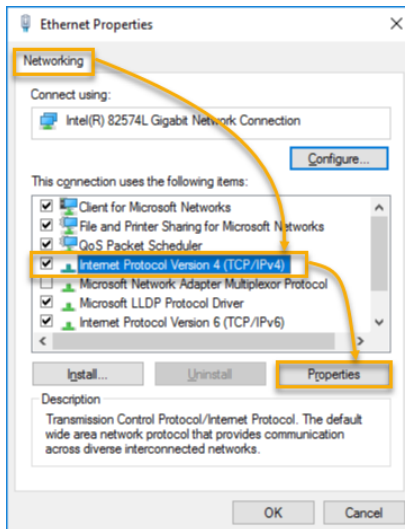 Ethernet Properties
Networking
Connect using:
Intel(R) 82574L Gigabit Network Connection
Configure...
This connection uses the following items:
Client for Microsoft Networks
File and Printer Sharing for Microsoft Networks
QoS Packet Scheduler
Internet Protocol Version 4 (TCP/IPv4)
Microsoft Network Adapter Multiplexor Protocol
Microsoft LLDP Protocol Driver
Internet Protocol Version 6 (TCP/IPv6)
Install...
Uninstall
Properties
Description
Transmission Control Protocol/Internet Protocol. The default
wide area network protocol that provides communication
across diverse interconnected networks.
OK
Cancel